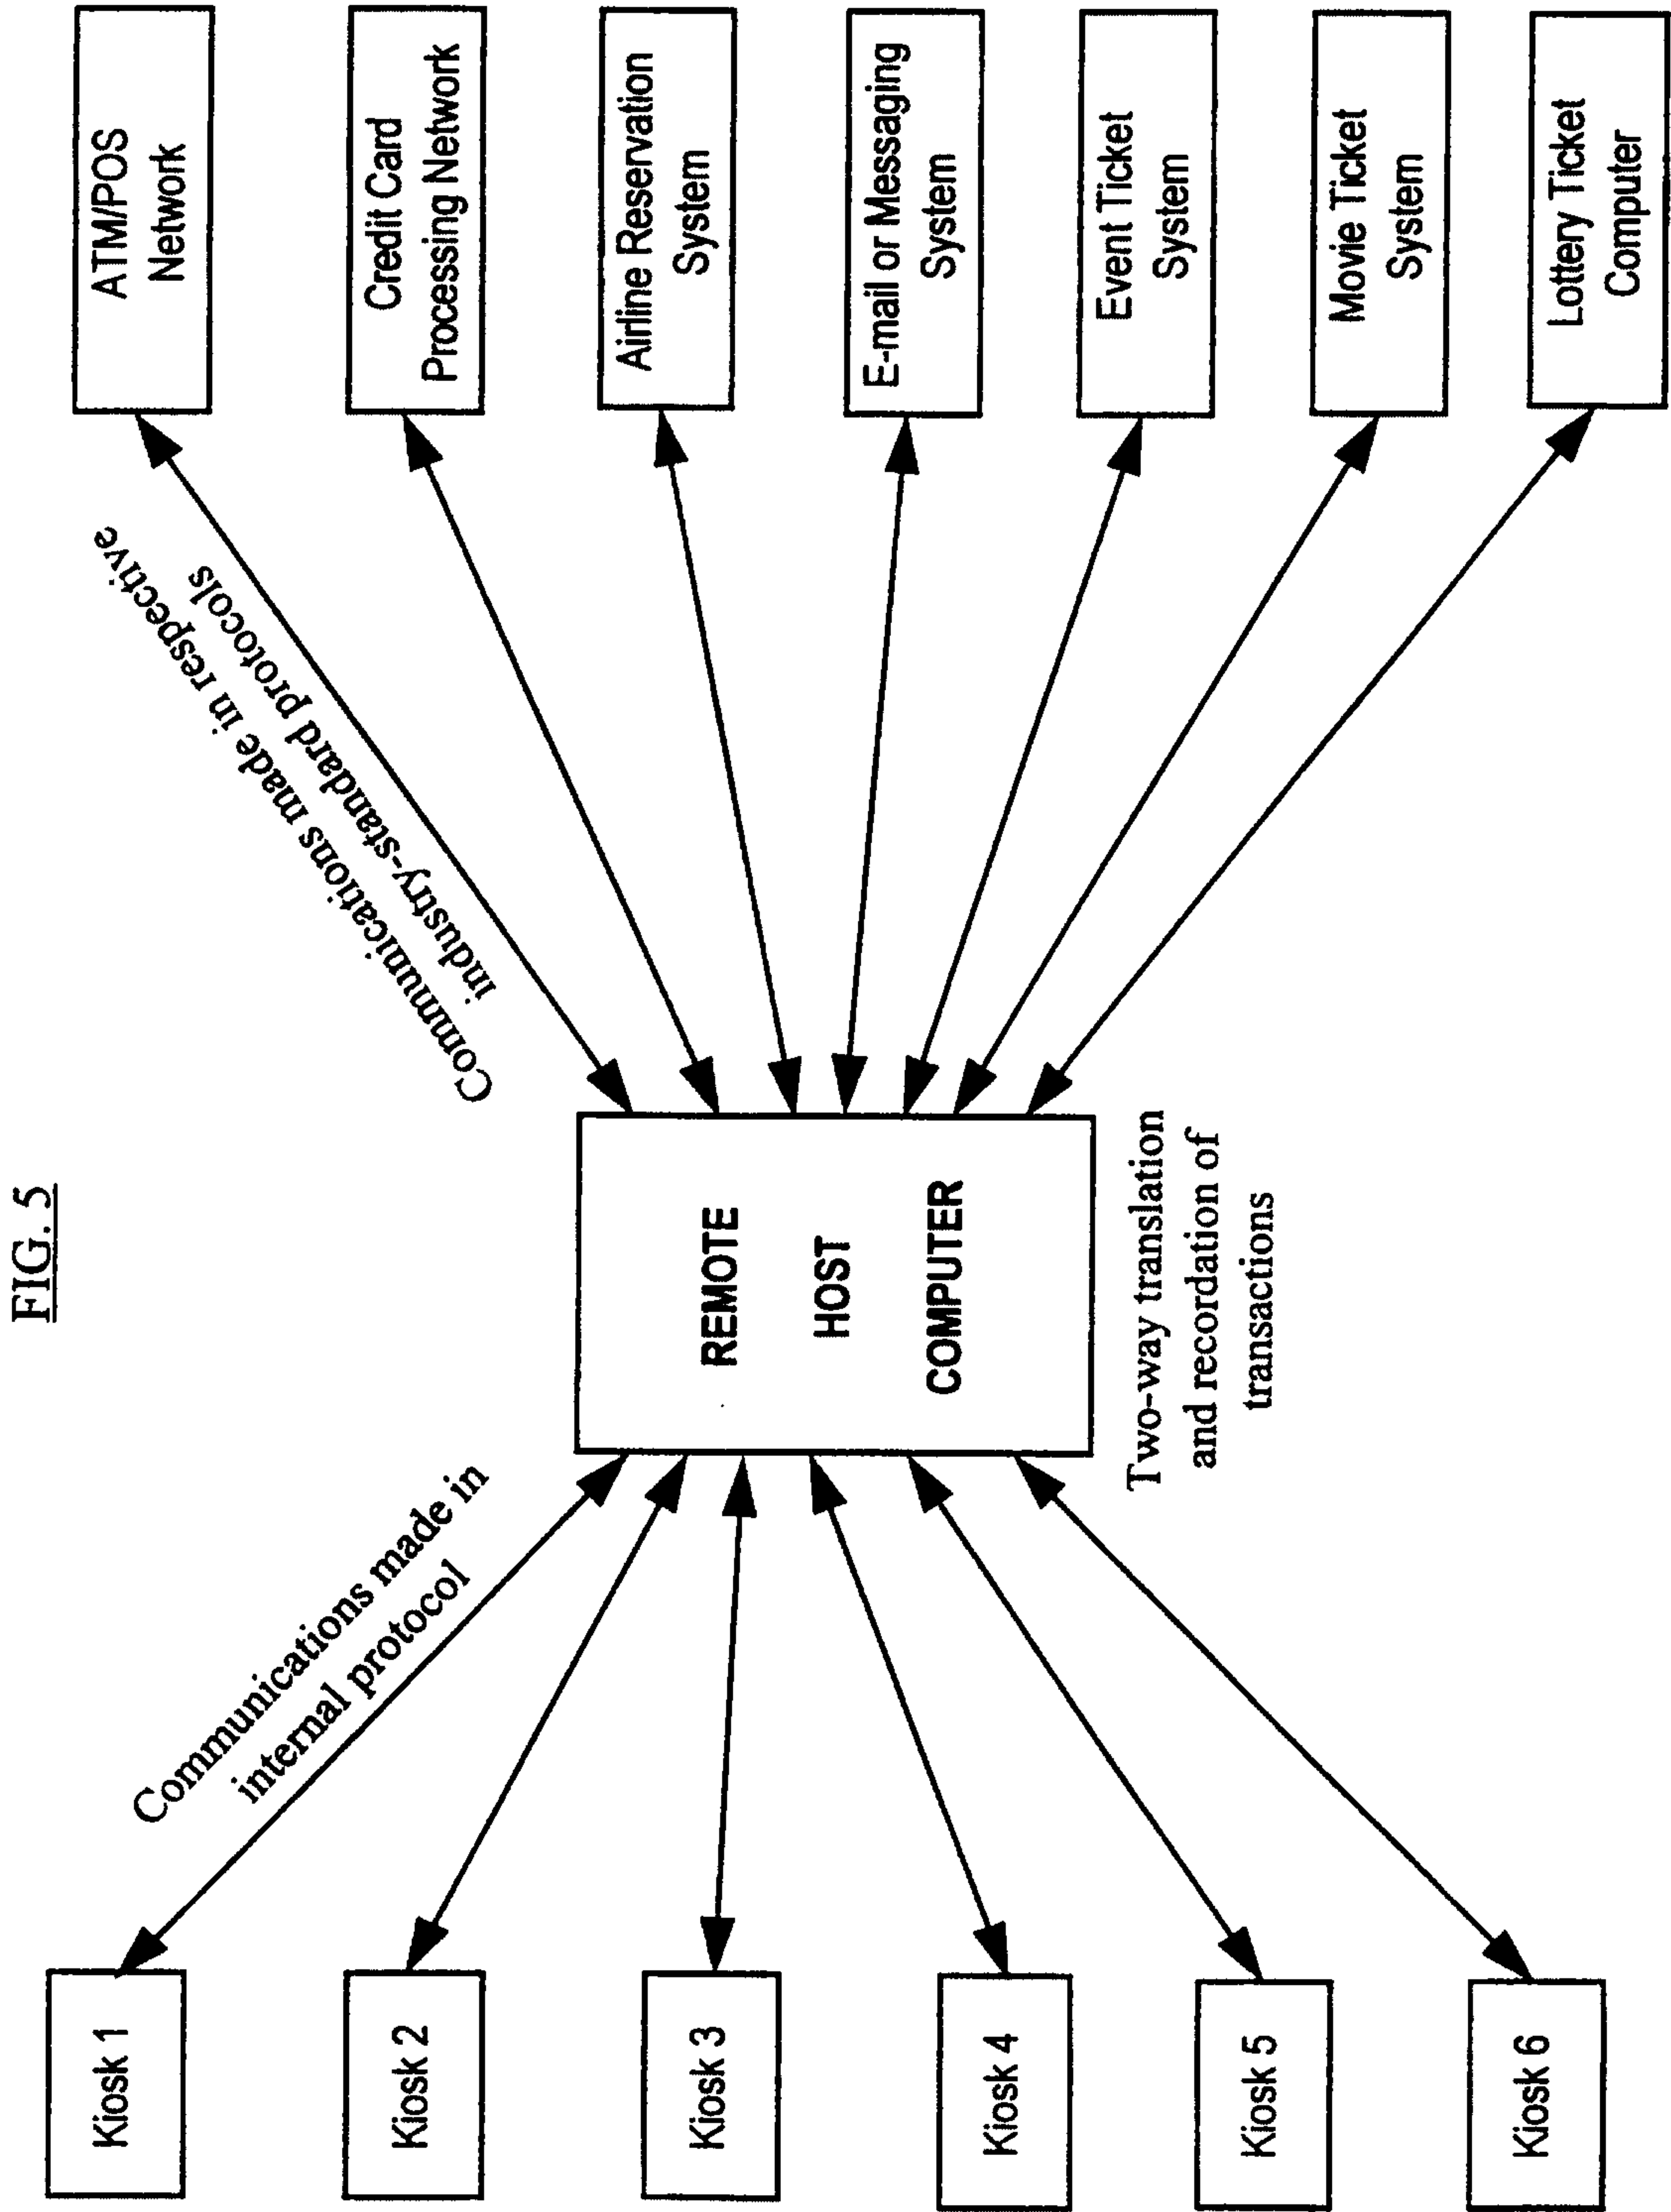 FIG. 5
Kiosk 1
Kiosk 2
Kiosk 3
Kiosk 4
Kiosk 5
Kiosk 6
Communications made in
internal protocol
REMOTE
HOST
COMPUTER
Two-way translation
and recordation of
transactions
Communications made in respective
industry-standard protocols
ATM/POS
Network
Credit Card
Processing Network
Airline Reservation
System
E-mail or Messaging
System
Event Ticket
System
Movie Ticket
System
Lottery Ticket
Computer